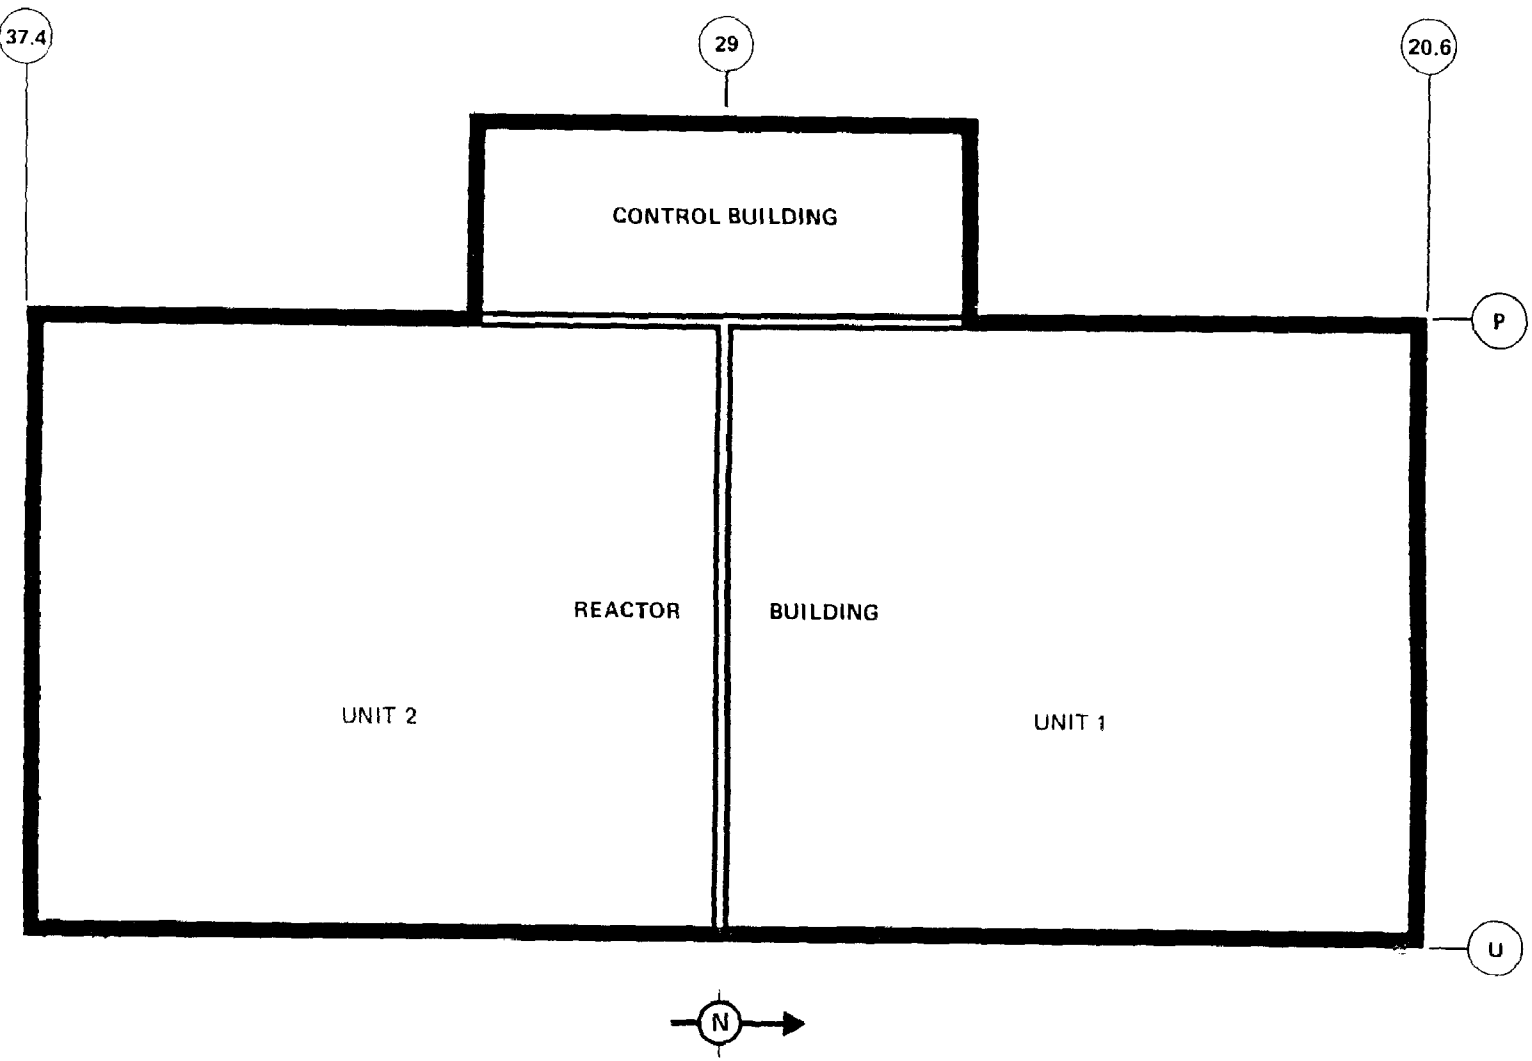 37.4
29
20.6
CONTROL BUILDING
P
REACTOR BUILDING
UNIT 2
UNIT 1
U
N